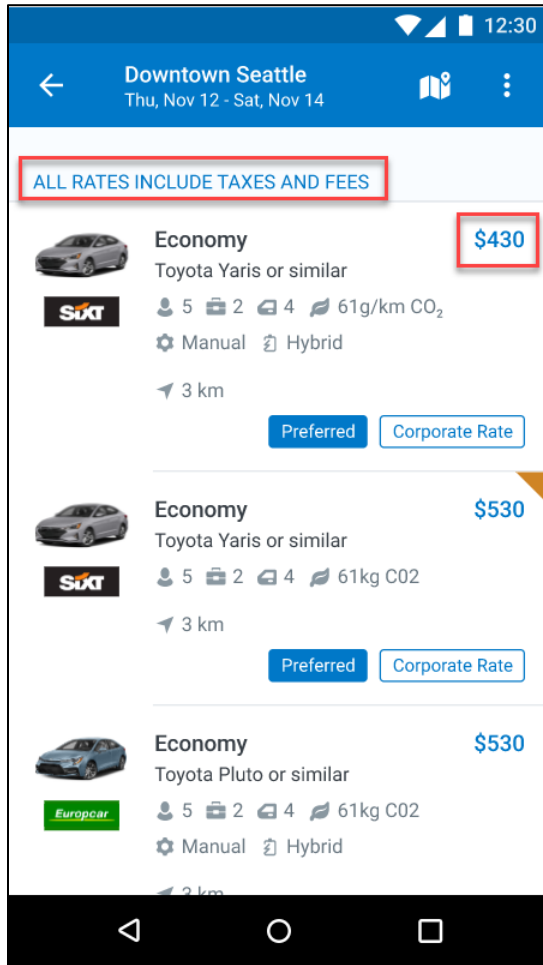 12:30
Downtown Seattle
Thu, Nov 12 - Sat, Nov 14
ALL RATES INCLUDE TAXES AND FEES
Economy $430
Toyota Yaris or similar
SIXT 5 2 4 61g/km CO₂
Manual Hybrid
3 km
Preferred Corporate Rate
Economy $530
Toyota Yaris or similar
SIXT 5 2 4 61kg C02
3 km
Preferred Corporate Rate
Economy $530
Toyota Pluto or similar
Europcar 5 2 4 61kg C02
Manual Hybrid
3 km